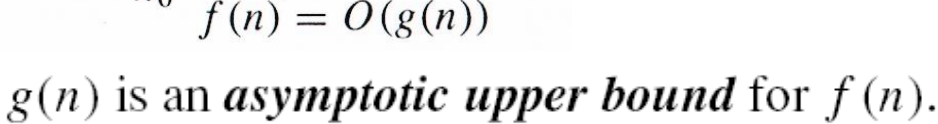 f(n) = O(g(n))
g(n) is an asymptotic upper bound for f(n).